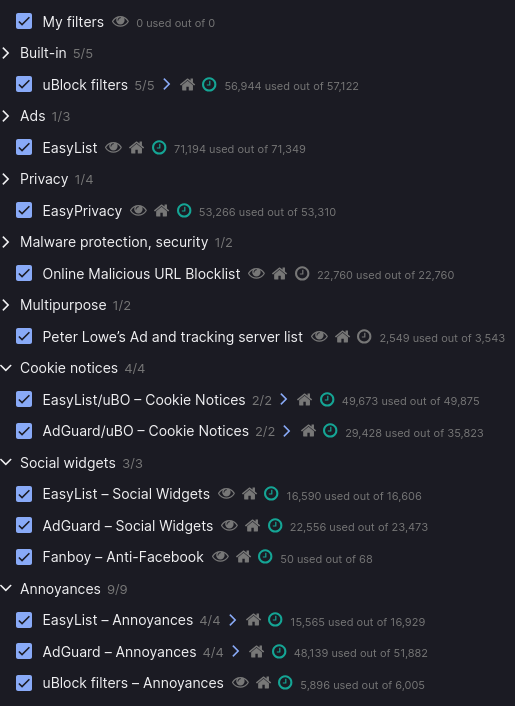 My filters 0 used out of 0
Built-in 5/5
uBlock filters 5/5 56,944 used out of 57,122
Ads 1/3
EasyList 71,194 used out of 71,349
Privacy 1/4
EasyPrivacy 53,266 used out of 53,310
Malware protection, security 1/2
Online Malicious URL Blocklist 22,760 used out of 22,760
Multipurpose 1/2
Peter Lowe’s Ad and tracking server list 2,549 used out of 3,543
Cookie notices 4/4
EasyList/uBO – Cookie Notices 2/2 49,673 used out of 49,875
AdGuard/uBO – Cookie Notices 2/2 29,428 used out of 35,823
Social widgets 3/3
EasyList – Social Widgets 16,590 used out of 16,606
AdGuard – Social Widgets 22,556 used out of 23,473
Fanboy – Anti-Facebook 50 used out of 68
Annoyances 9/9
EasyList – Annoyances 4/4 15,565 used out of 16,929
AdGuard – Annoyances 4/4 48,139 used out of 51,882
uBlock filters – Annoyances 5,896 used out of 6,005